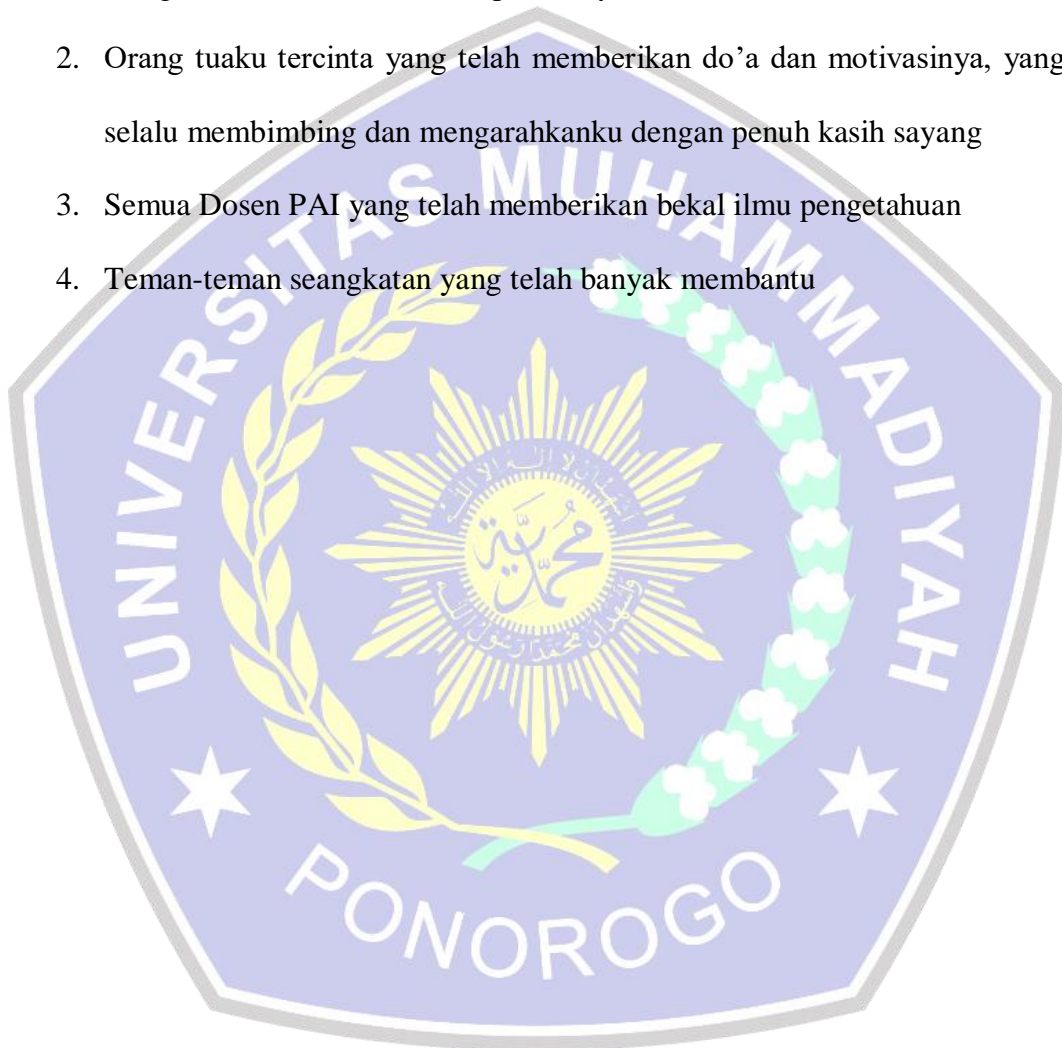 2. Orang tuaku tercinta yang telah memberikan do’a dan motivasinya, yang
selalu membimbing dan mengarahkanku dengan penuh kasih sayang
3. Semua Dosen PAI yang telah memberikan bekal ilmu pengetahuan
4. Teman-teman seangkatan yang telah banyak membantu
UNIVERSITAS MUHAMMADIYAH
محمدية
PONOROGO